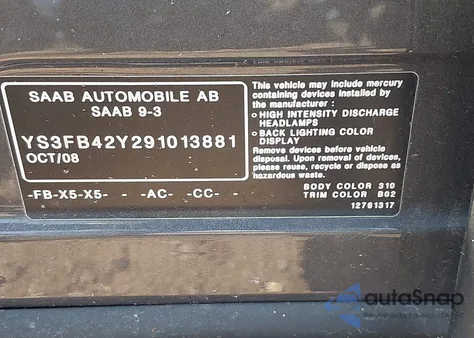 SAAB AUTOMOBILE AB
SAAB 9-3
YS3FB42Y291013881
OCT/08
-FB-X5-X5- -AC- -CC- -
This vehicle may include mercury
containing devices installed by
the manufacturer:
HIGH INTENSITY DISCHARGE
HEADLAMPS
BACK LIGHTING COLOR
DISPLAY
Remove devices before vehicle
disposal. Upon removal of devices,
please reuse, recycle or dispose as
hazardous waste.
BODY COLOR 310
TRIM COLOR B02
12761317
autoSnap